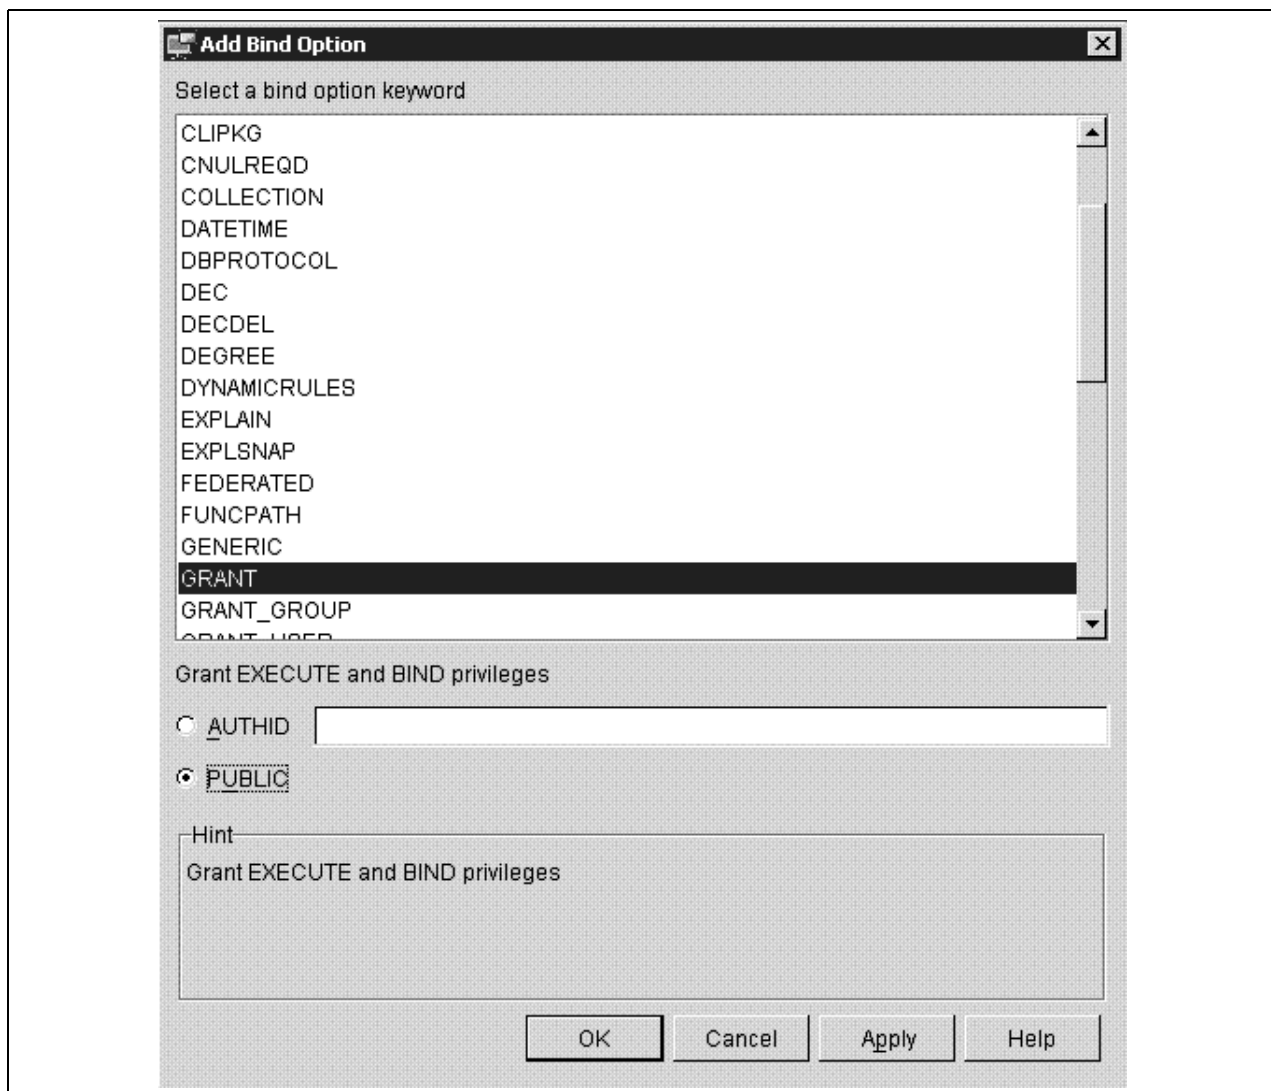 Add Bind Option
Select a bind option keyword
CLIPKG
CNULREQD
COLLECTION
DATETIME
DBPROTOCOL
DEC
DECDEL
DEGREE
DYNAMICRULES
EXPLAIN
EXPLSNAP
FEDERATED
FUNCPATH
GENERIC
GRANT
GRANT_GROUP
GRANT_USER
Grant EXECUTE and BIND privileges
AUTHID
PUBLIC
Hint
Grant EXECUTE and BIND privileges
OK Cancel Apply Help